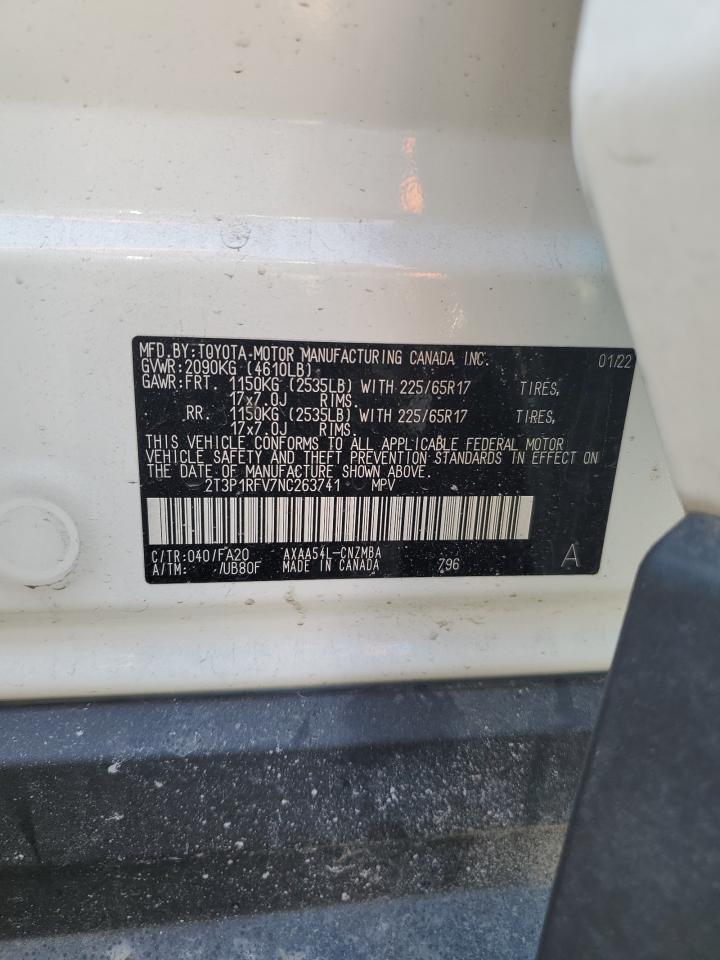 MFD.BY:TOYOTA MOTOR MANUFACTURING CANADA INC. 01/22
GVWR:2090KG (4610LB)
GAWR:FRT. 1150KG (2535LB) WITH 225/65R17 TIRES,
17x7.0J RIMS.
RR. 1150KG (2535LB) WITH 225/65R17 TIRES,
17x7.0J RIMS.
THIS VEHICLE CONFORMS TO ALL APPLICABLE FEDERAL MOTOR
VEHICLE SAFETY AND THEFT PREVENTION STANDARDS IN EFFECT ON
THE DATE OF MANUFACTURE SHOWN ABOVE.
2T3P1RFV7NC263741 MPV
C/TR:040/FA20 AXAA54L-CNZMBA
A/TM: /UB80F MADE IN CANADA 796 A